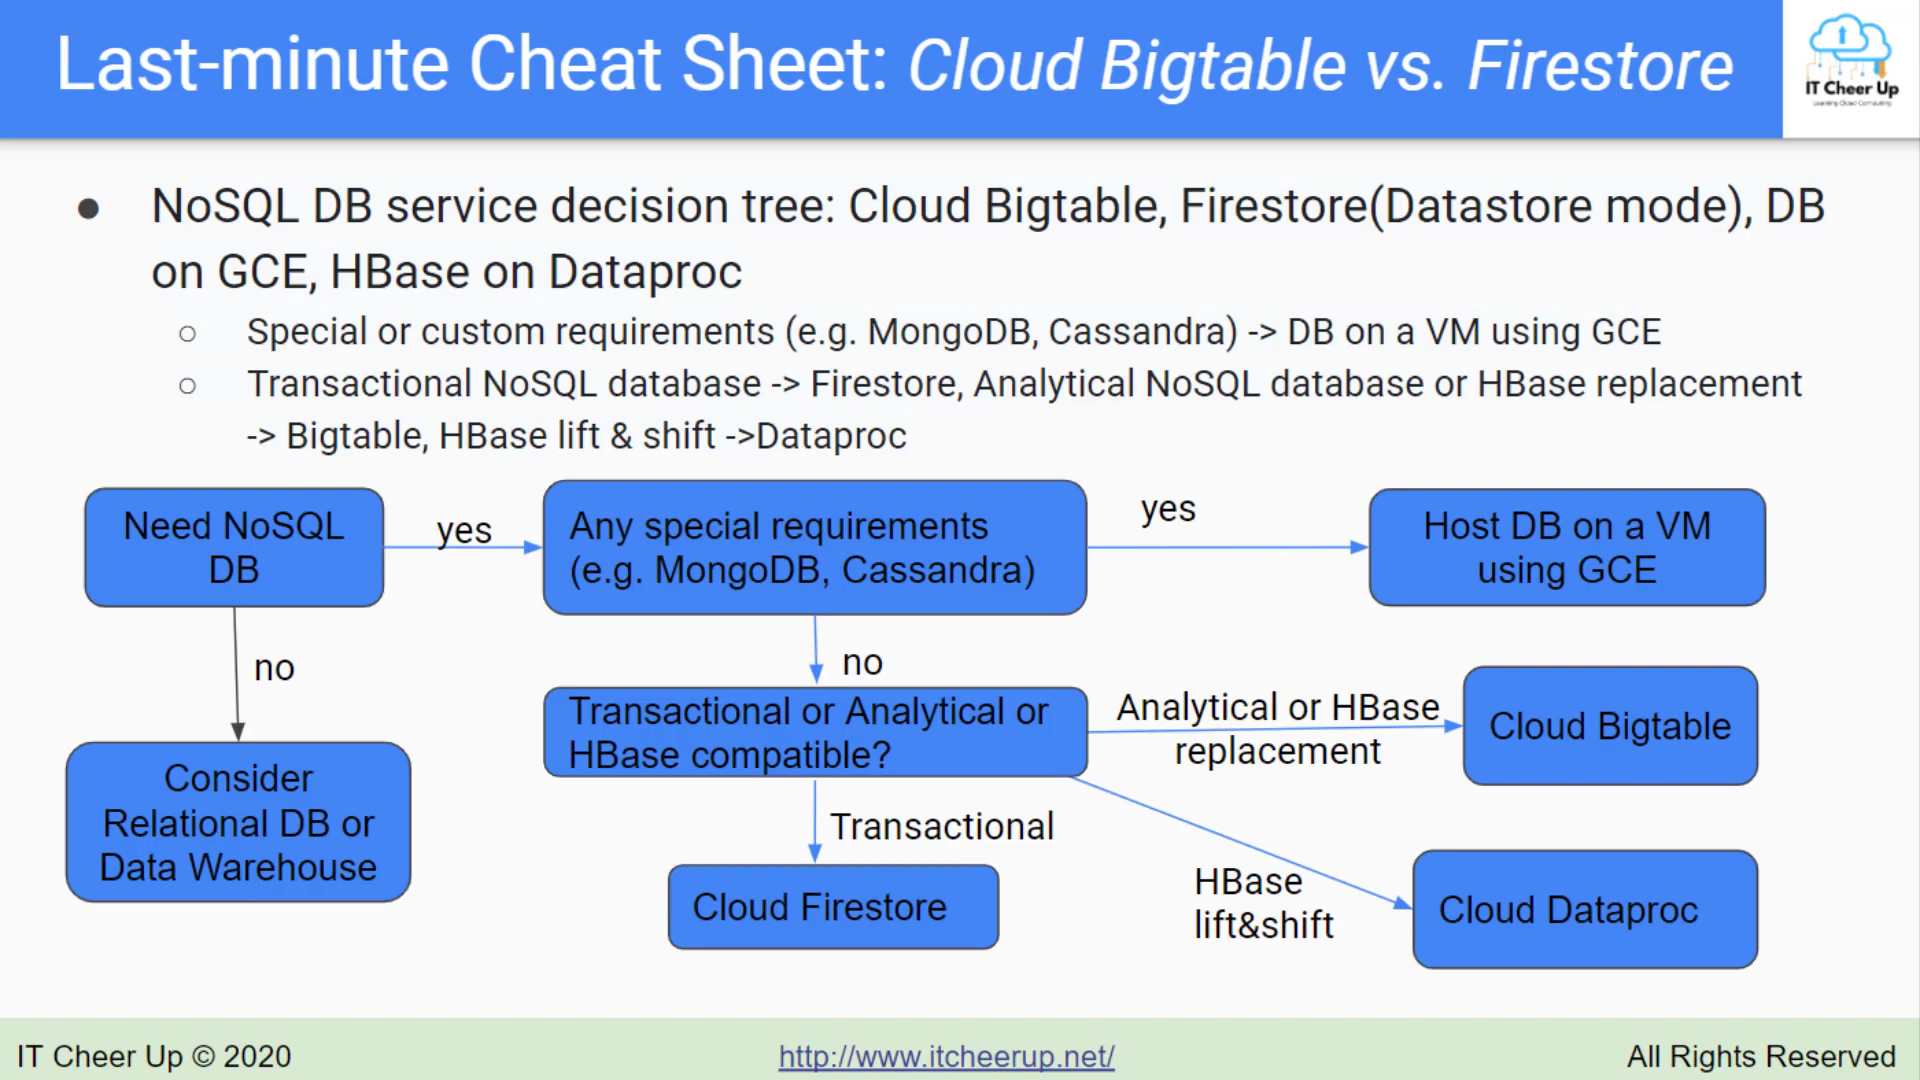 Last-minute Cheat Sheet: Cloud Bigtable vs. Firestore
IT Cheer Up
Learning Cloud Computing
● NoSQL DB service decision tree: Cloud Bigtable, Firestore(Datastore mode), DB
on GCE, HBase on Dataproc
○ Special or custom requirements (e.g. MongoDB, Cassandra) -> DB on a VM using GCE
○ Transactional NoSQL database -> Firestore, Analytical NoSQL database or HBase replacement
-> Bigtable, HBase lift & shift ->Dataproc
Need NoSQL
DB
yes
Any special requirements
(e.g. MongoDB, Cassandra)
yes
Host DB on a VM
using GCE
no
no
Transactional or Analytical or
HBase compatible?
Analytical or HBase
replacement
Cloud Bigtable
Consider
Relational DB or
Data Warehouse
Transactional
Cloud Firestore
HBase
lift&shift
Cloud Dataproc
IT Cheer Up © 2020
http://www.itcheerup.net/
All Rights Reserved